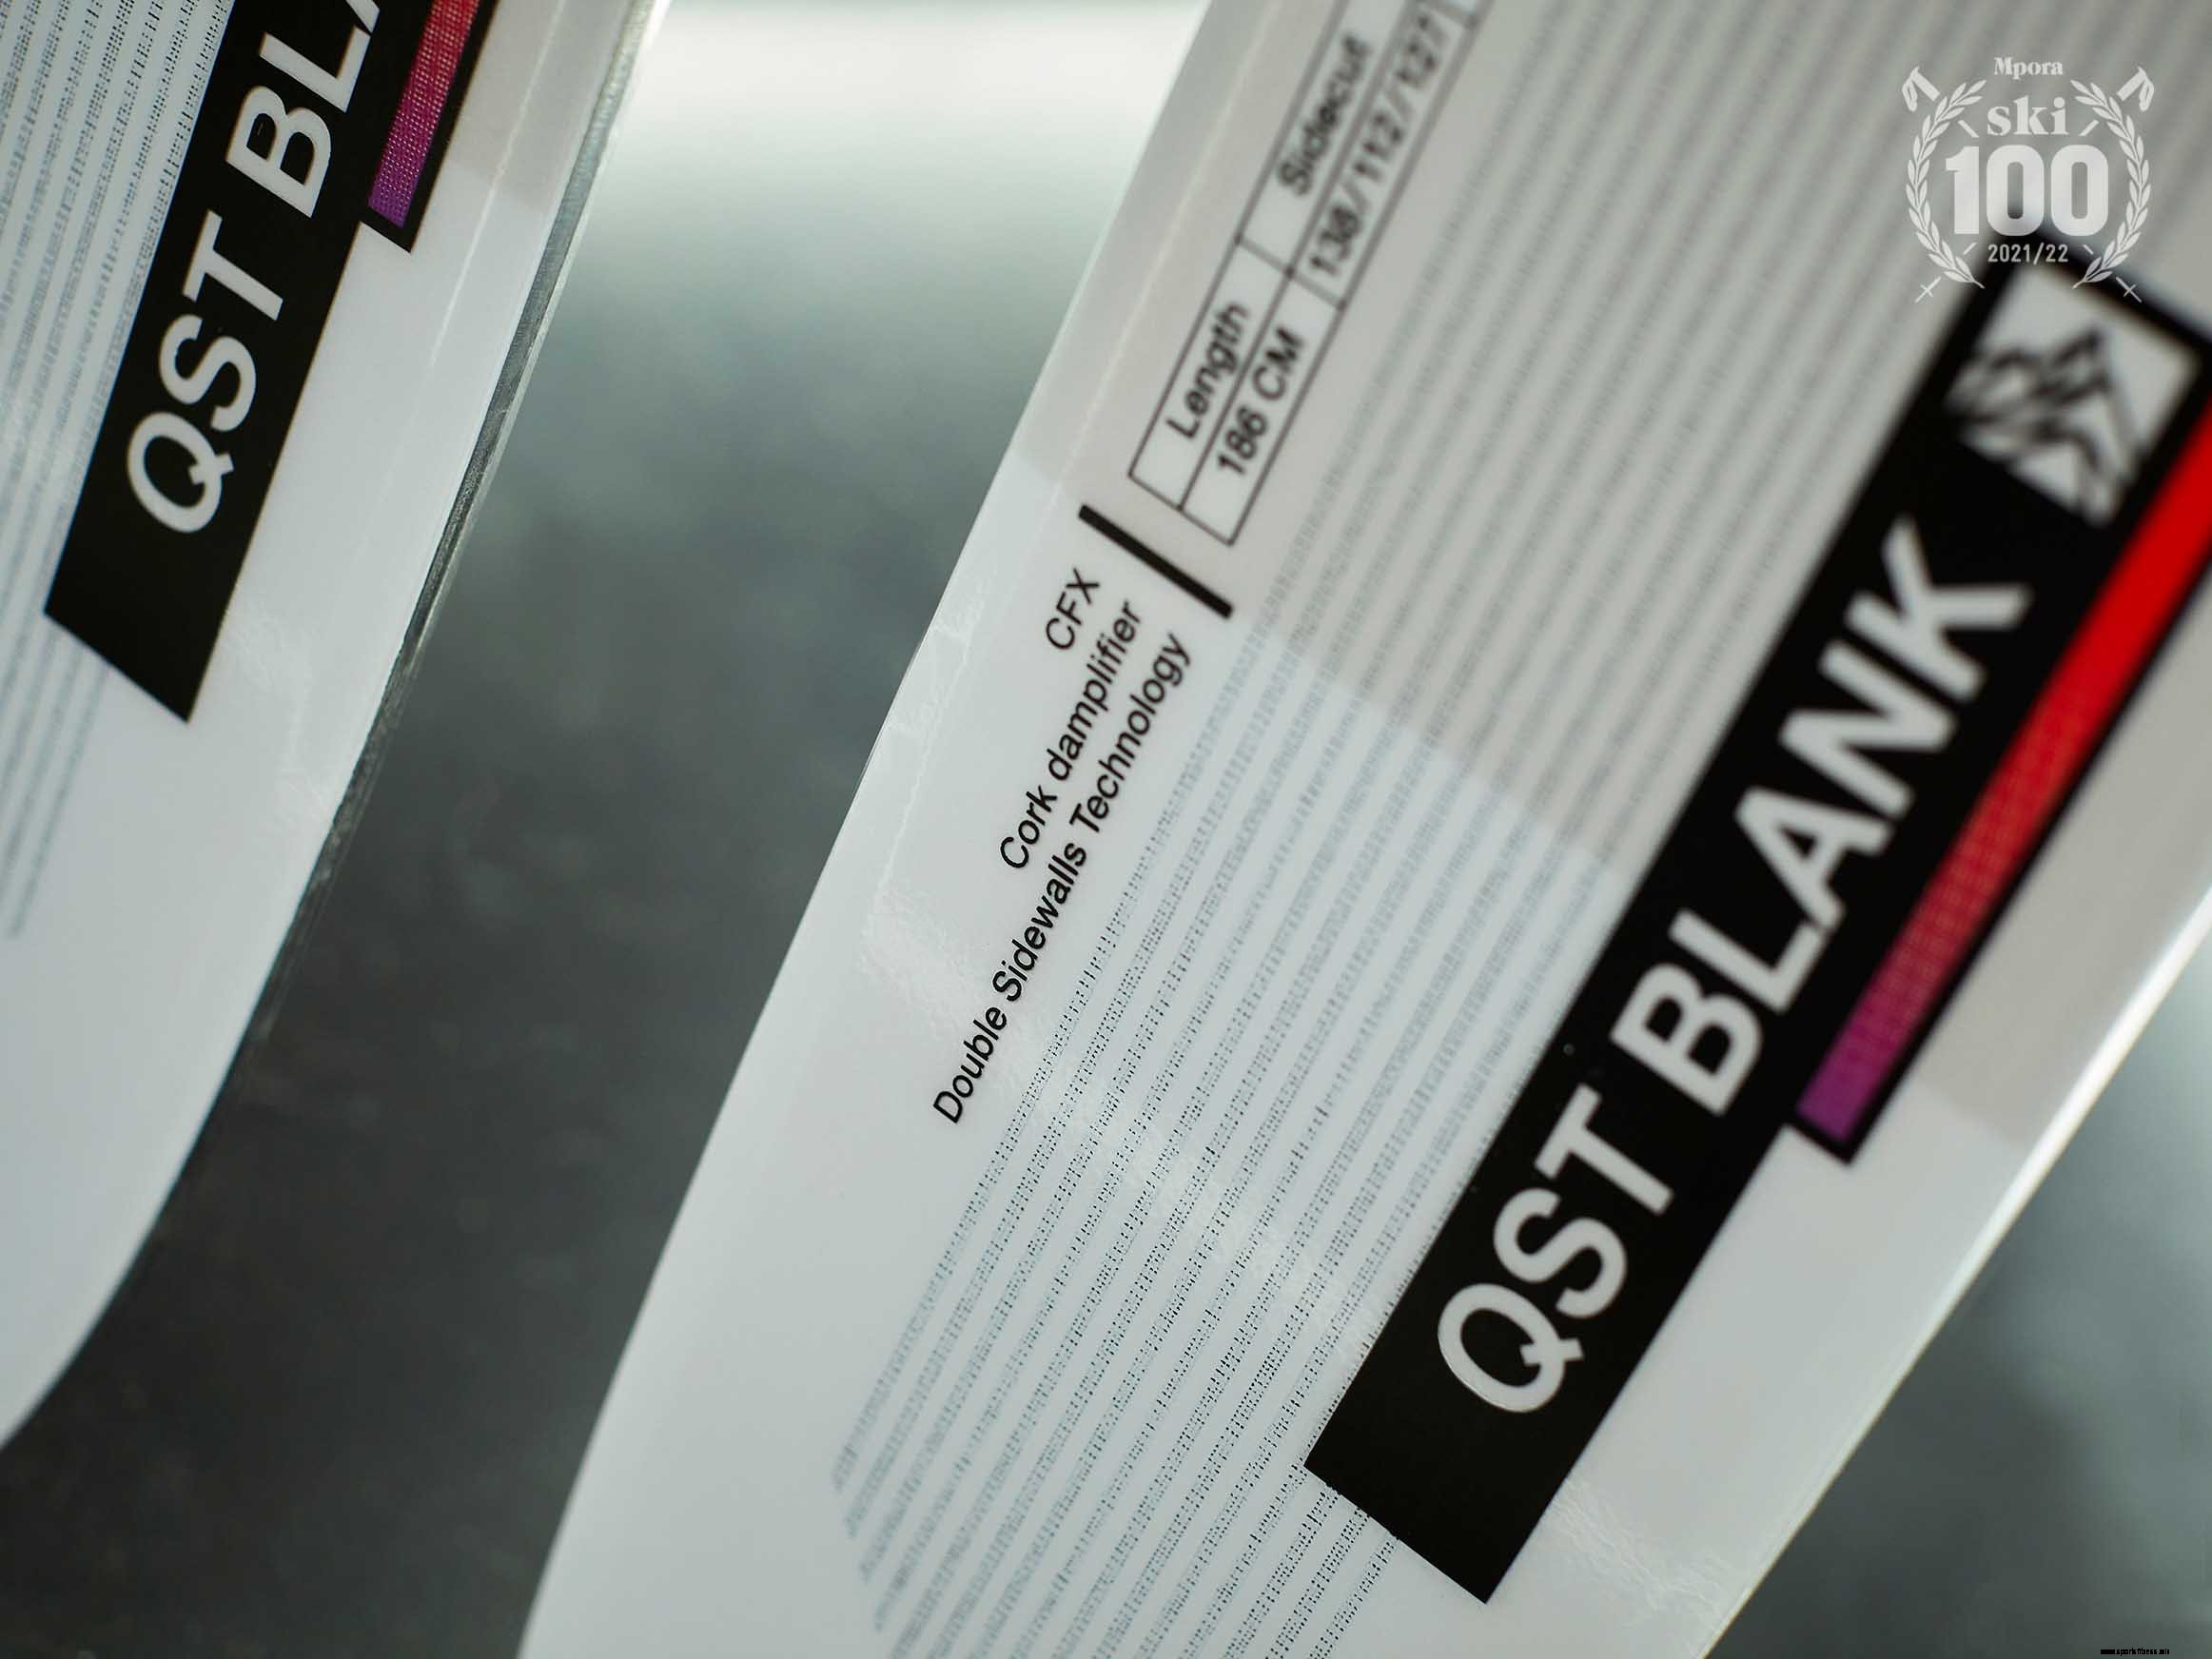 QST BLA
Length
Sidecut
186 CM
138/112/127
CFX
Cork damplifier
Double Sidewalls Technology
QST BLANK
Mpora
ski
100
2021/22